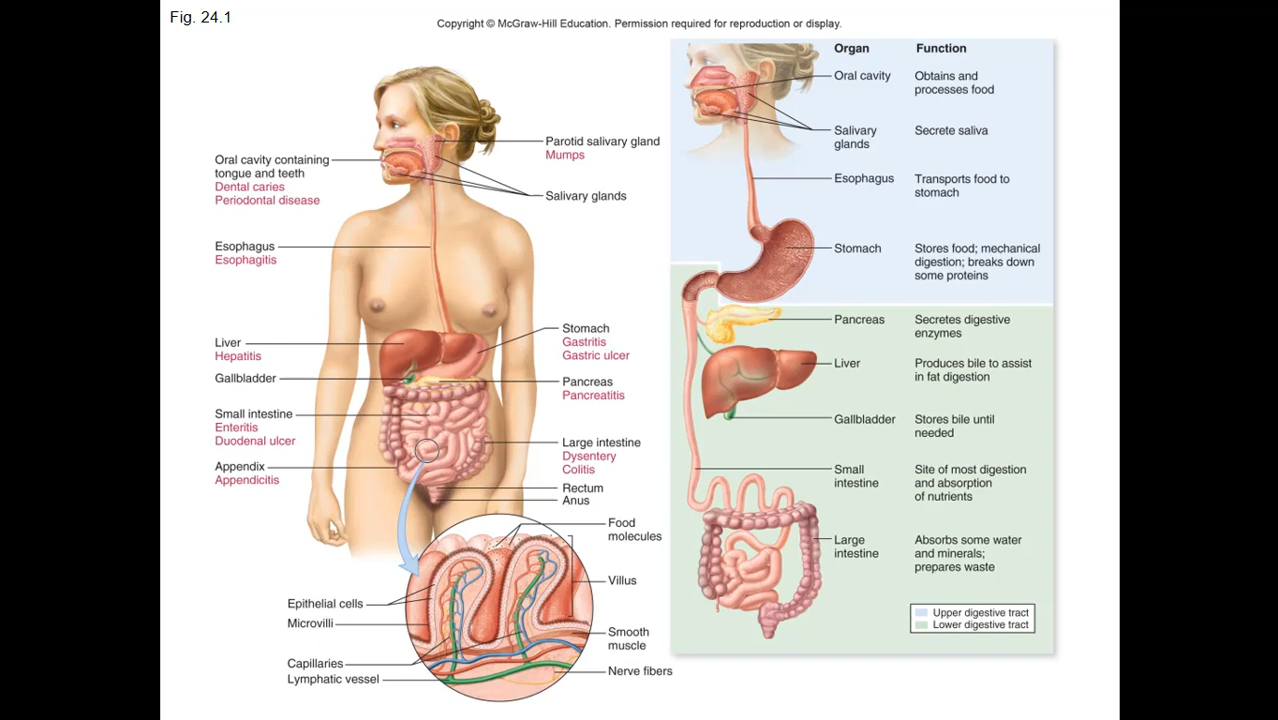 Fig. 24.1
Copyright © McGraw-Hill Education. Permission required for reproduction or display.
Oral cavity containing
tongue and teeth
Dental caries
Periodontal disease
Esophagus
Esophagitis
Liver
Hepatitis
Gallbladder
Small intestine
Enteritis
Duodenal ulcer
Appendix
Appendicitis
Parotid salivary gland
Mumps
Salivary glands
Stomach
Gastritis
Gastric ulcer
Pancreas
Pancreatitis
Large intestine
Dysentery
Colitis
Rectum
Anus
Food
molecules
Villus
Smooth
muscle
Nerve fibers
Epithelial cells
Microvilli
Capillaries
Lymphatic vessel
Organ Function
Oral cavity Obtains and
processes food
Salivary Secrete saliva
glands
Esophagus Transports food to
stomach
Stomach Stores food; mechanical
digestion; breaks down
some proteins
Pancreas Secretes digestive
enzymes
Liver Produces bile to assist
in fat digestion
Gallbladder Stores bile until
needed
Small Site of most digestion
intestine and absorption
of nutrients
Large Absorbs some water
intestine and minerals;
prepares waste
Upper digestive tract
Lower digestive tract